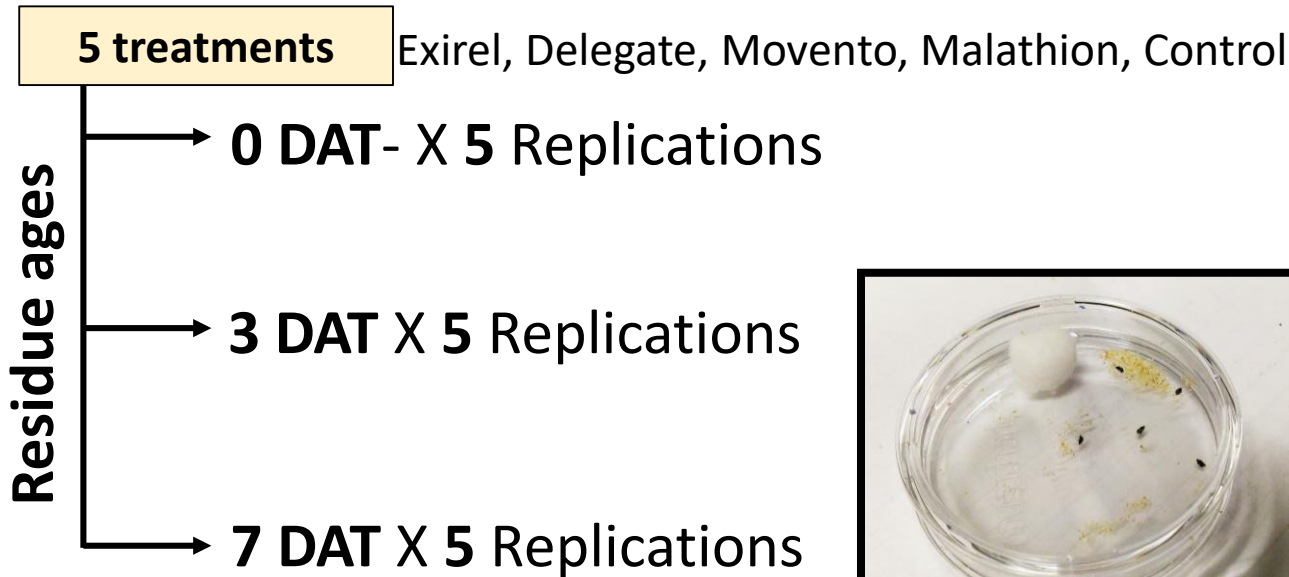 5 treatments Exirel, Delegate, Movento, Malathion, Control
Residue ages
0 DAT- X 5 Replications
3 DAT X 5 Replications
7 DAT X 5 Replications